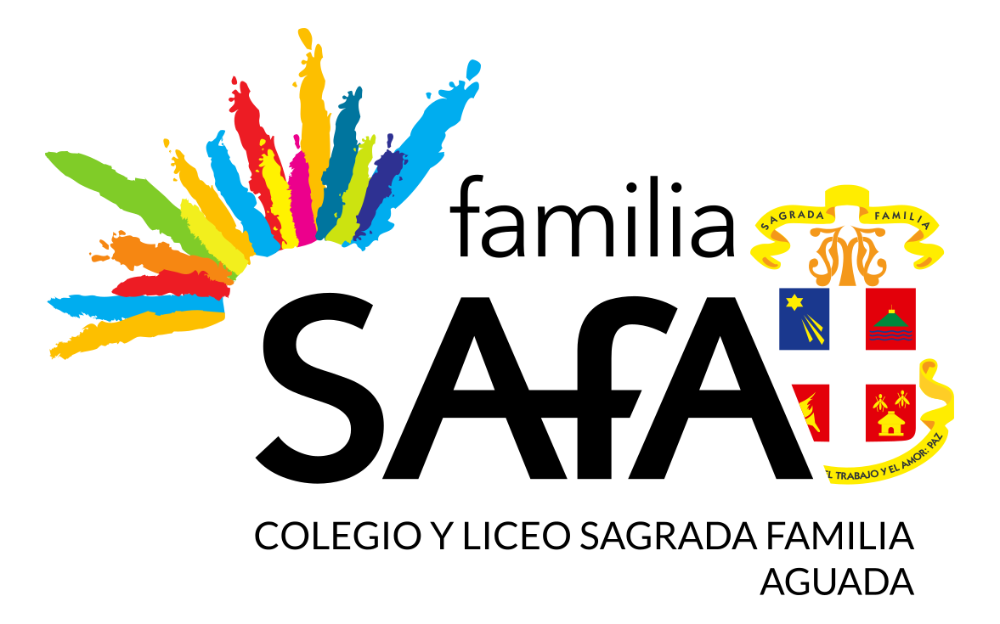 familia
SAfA
SAGRADA FAMILIA
EL TRABAJO Y EL AMOR: PAZ
COLEGIO Y LICEO SAGRADA FAMILIA
AGUADA